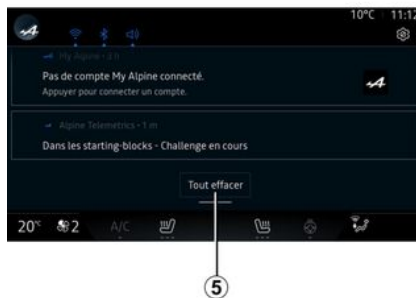 10°C 11:12
My Alpine • 2 h
Pas de compte My Alpine connecté.
Appuyer pour connecter un compte.
Alpine Telemetrics • 1 m
Dans les starting-blocks - Challenge en cours
Tout effacer
20°C 2 A/C
5